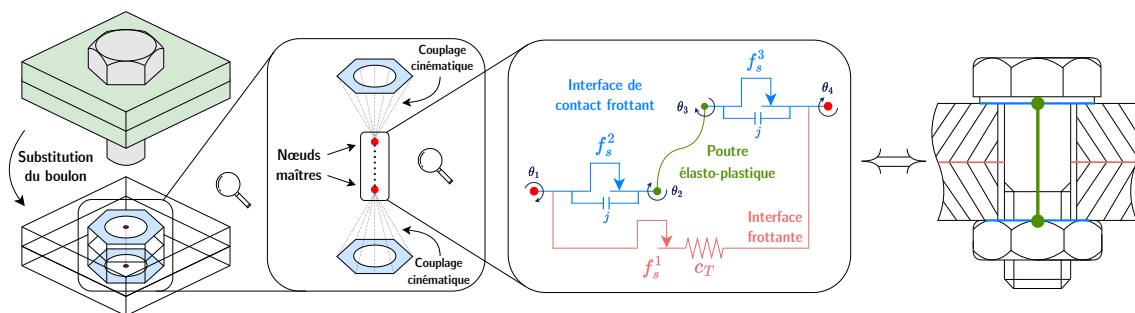 Substitution
du boulon
Couplage
cinématique
Nœuds
maîtres
Couplage
cinématique
Interface de
contact frottant
f_s^3
θ_4
θ_3
j
f_s^2
Poutre
élasto-plastique
θ_1
θ_2
j
Interface
frottante
f_s^1
c_T